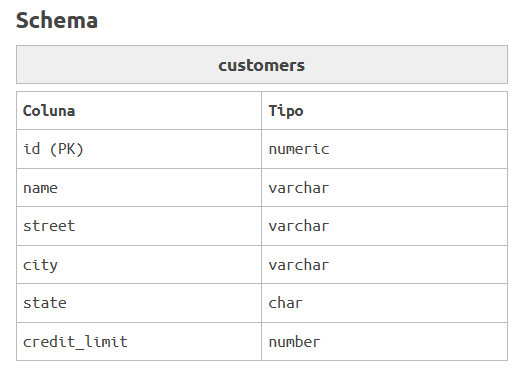 Schema
customers
Coluna Tipo
id (PK) numeric
name varchar
street varchar
city varchar
state char
credit_limit number